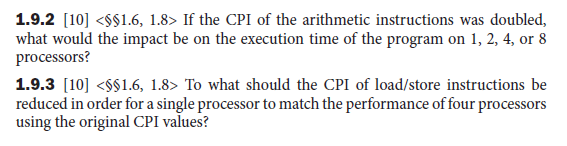 1.9.2 [10] <§§1.6, 1.8> If the CPI of the arithmetic instructions was doubled,
what would the impact be on the execution time of the program on 1, 2, 4, or 8
processors?
1.9.3 [10] <§§1.6, 1.8> To what should the CPI of load/store instructions be
reduced in order for a single processor to match the performance of four processors
using the original CPI values?